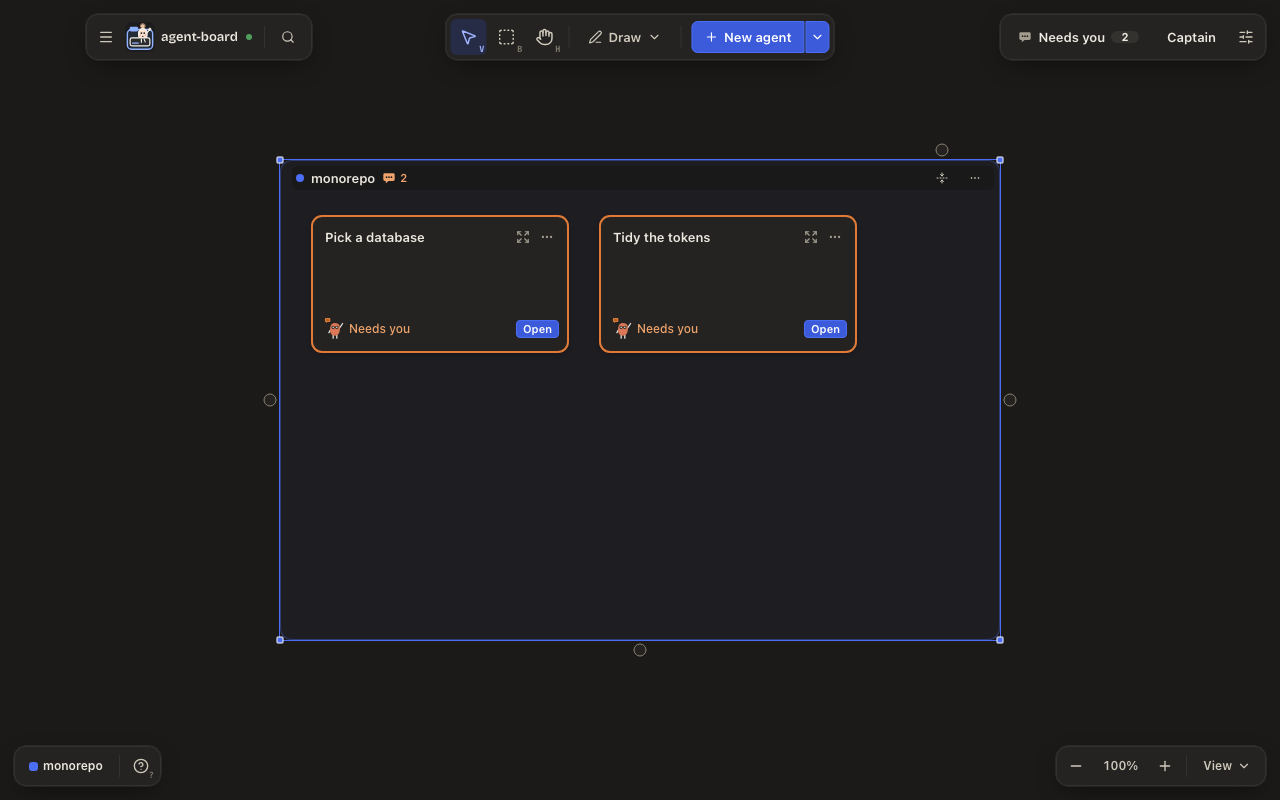 agent-board
V
B
H
Draw
New agent
Needs you 2
Captain
monorepo 2
Pick a database
Tidy the tokens
Needs you
Open
Needs you
Open
monorepo
?
100%
View